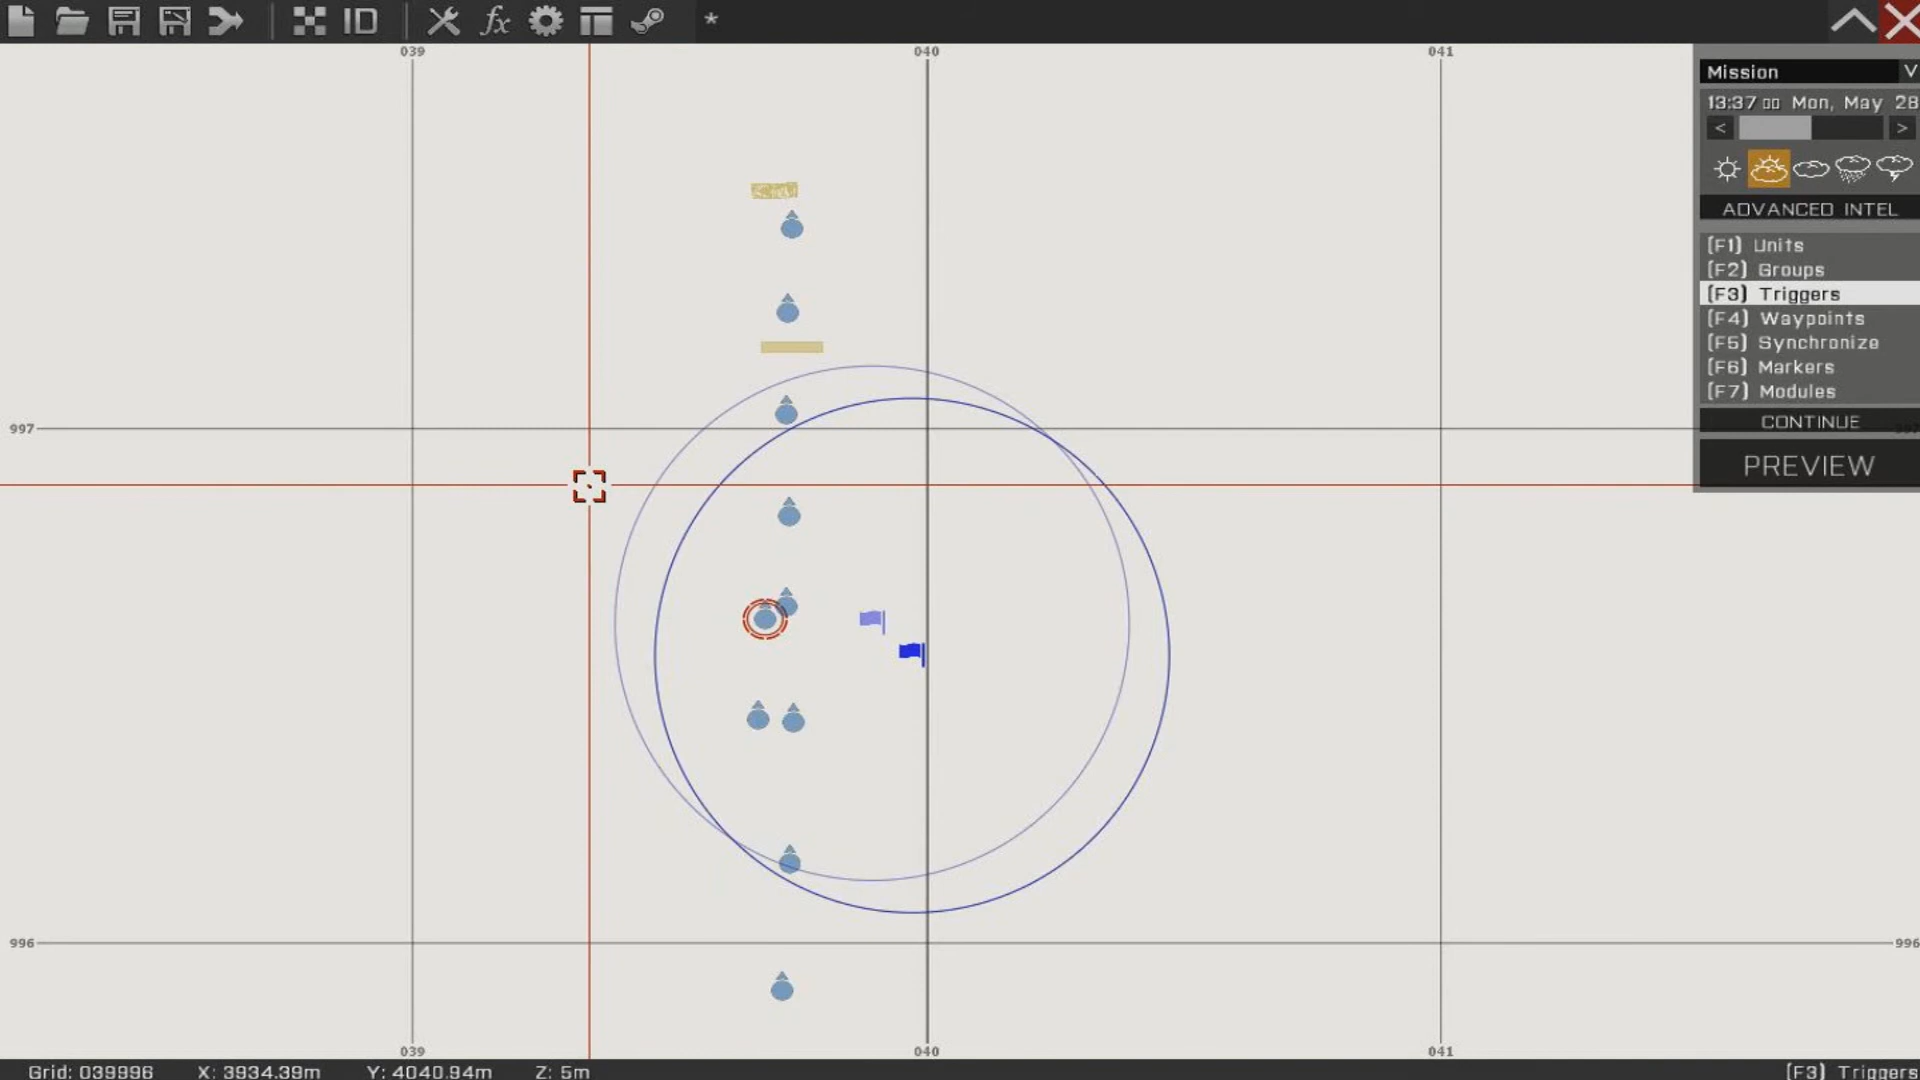 ID *
039 040 041
Mission V
13:37 00 Mon, May 28
< >
ADVANCED INTEL
[F1] Units
[F2] Groups
[F3] Triggers
[F4] Waypoints
[F5] Synchronize
[F6] Markers
[F7] Modules
CONTINUE
PREVIEW
997
996 996
039 040 041
Grid: 039996 X: 3934.39m Y: 4040.94m Z: 5m [F3] Triggers